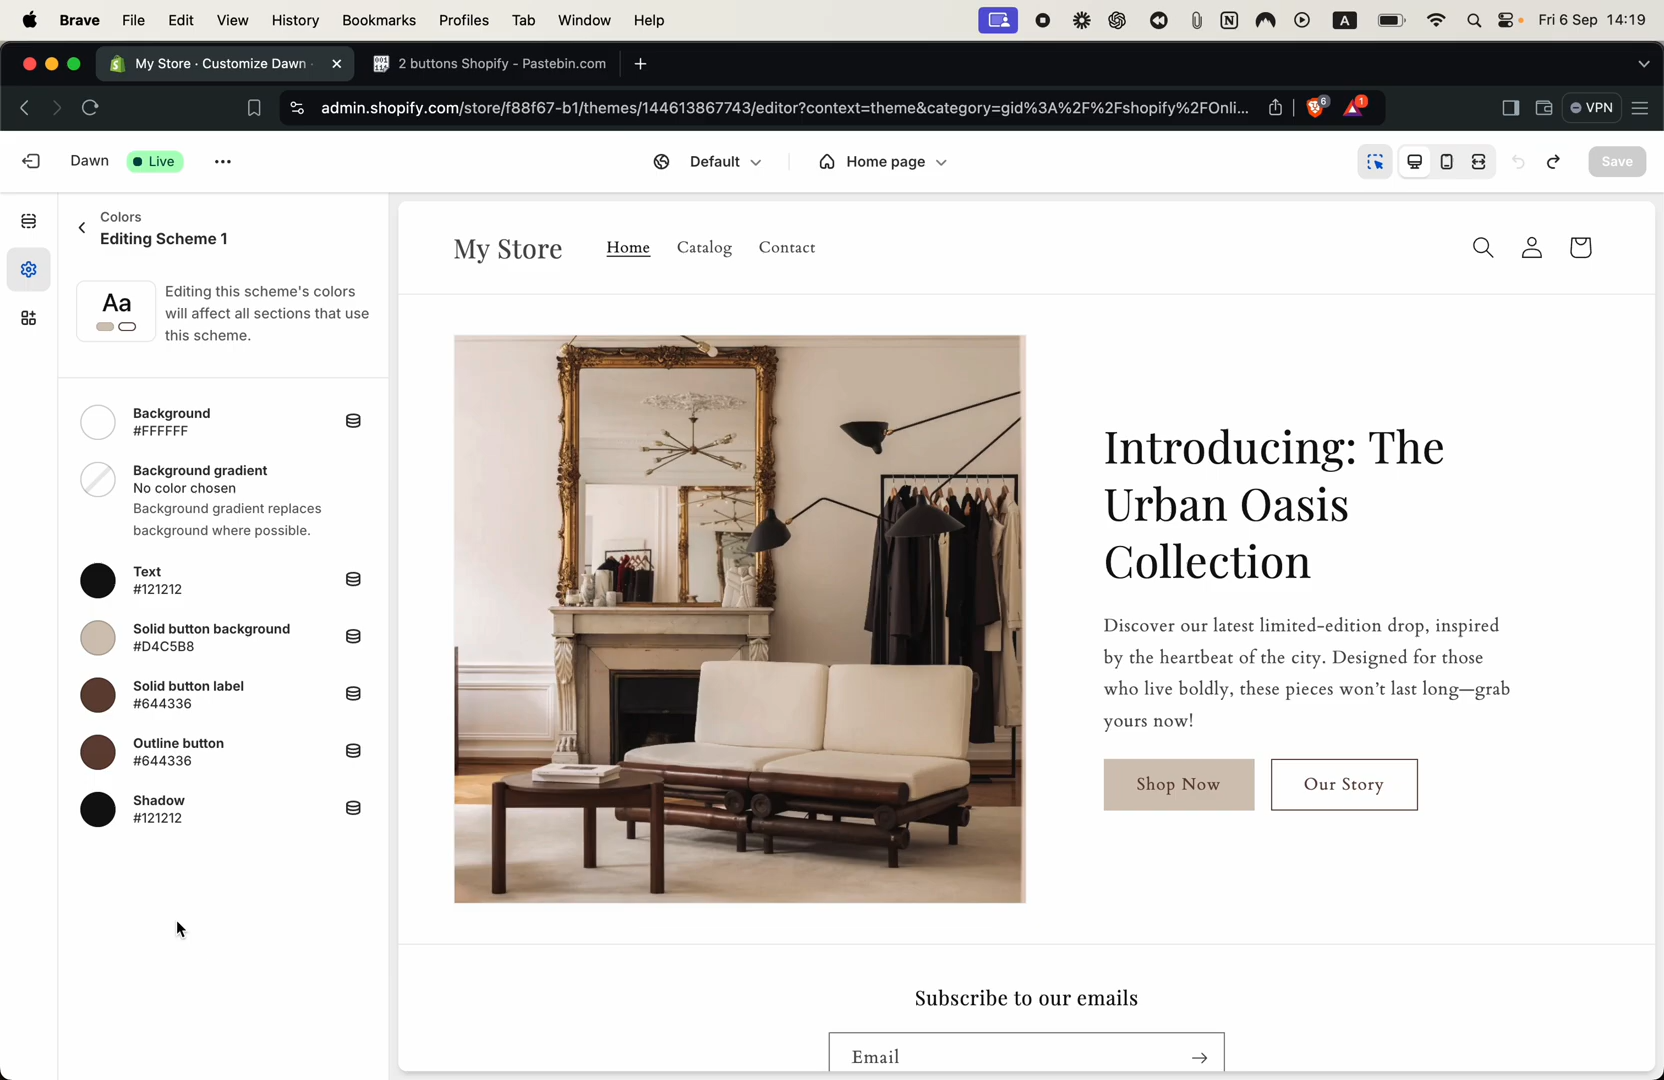 Brave File Edit View History Bookmarks Profiles Tab Window Help
N A Fri 6 Sep 14:19
My Store · Customize Dawn ·
2 buttons Shopify - Pastebin.com
admin.shopify.com/store/f88f67-b1/themes/144613867743/editor?context=theme&category=gid%3A%2F%2Fshopify%2FOnli...
6
1
VPN
Dawn Live
Default
Home page
Save
Colors
Editing Scheme 1
Aa
Editing this scheme's colors
will affect all sections that use
this scheme.
Background
#FFFFFF
Background gradient
No color chosen
Background gradient replaces
background where possible.
Text
#121212
Solid button background
#D4C5B8
Solid button label
#644336
Outline button
#644336
Shadow
#121212
My Store Home Catalog Contact
Introducing: The
Urban Oasis
Collection
Discover our latest limited-edition drop, inspired
by the heartbeat of the city. Designed for those
who live boldly, these pieces won't last long—grab
yours now!
Shop Now
Our Story
Subscribe to our emails
Email